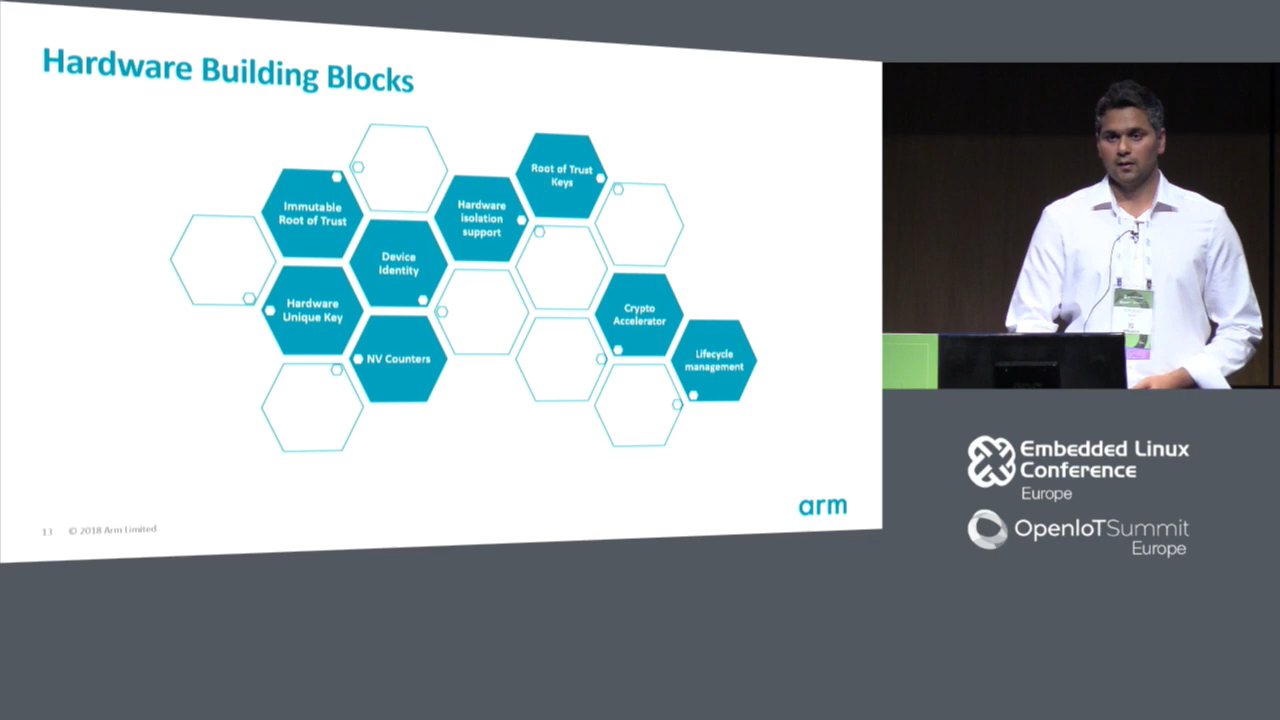 Hardware Building Blocks
Root of Trust
Keys
Immutable
Root of Trust
Hardware
isolation
support
Device
Identity
Hardware
Unique Key
Crypto
Accelerator
NV Counters
Lifecycle
management
arm
13 © 2018 Arm Limited
Embedded Linux
Conference
Europe
OpenIoTSummit
Europe